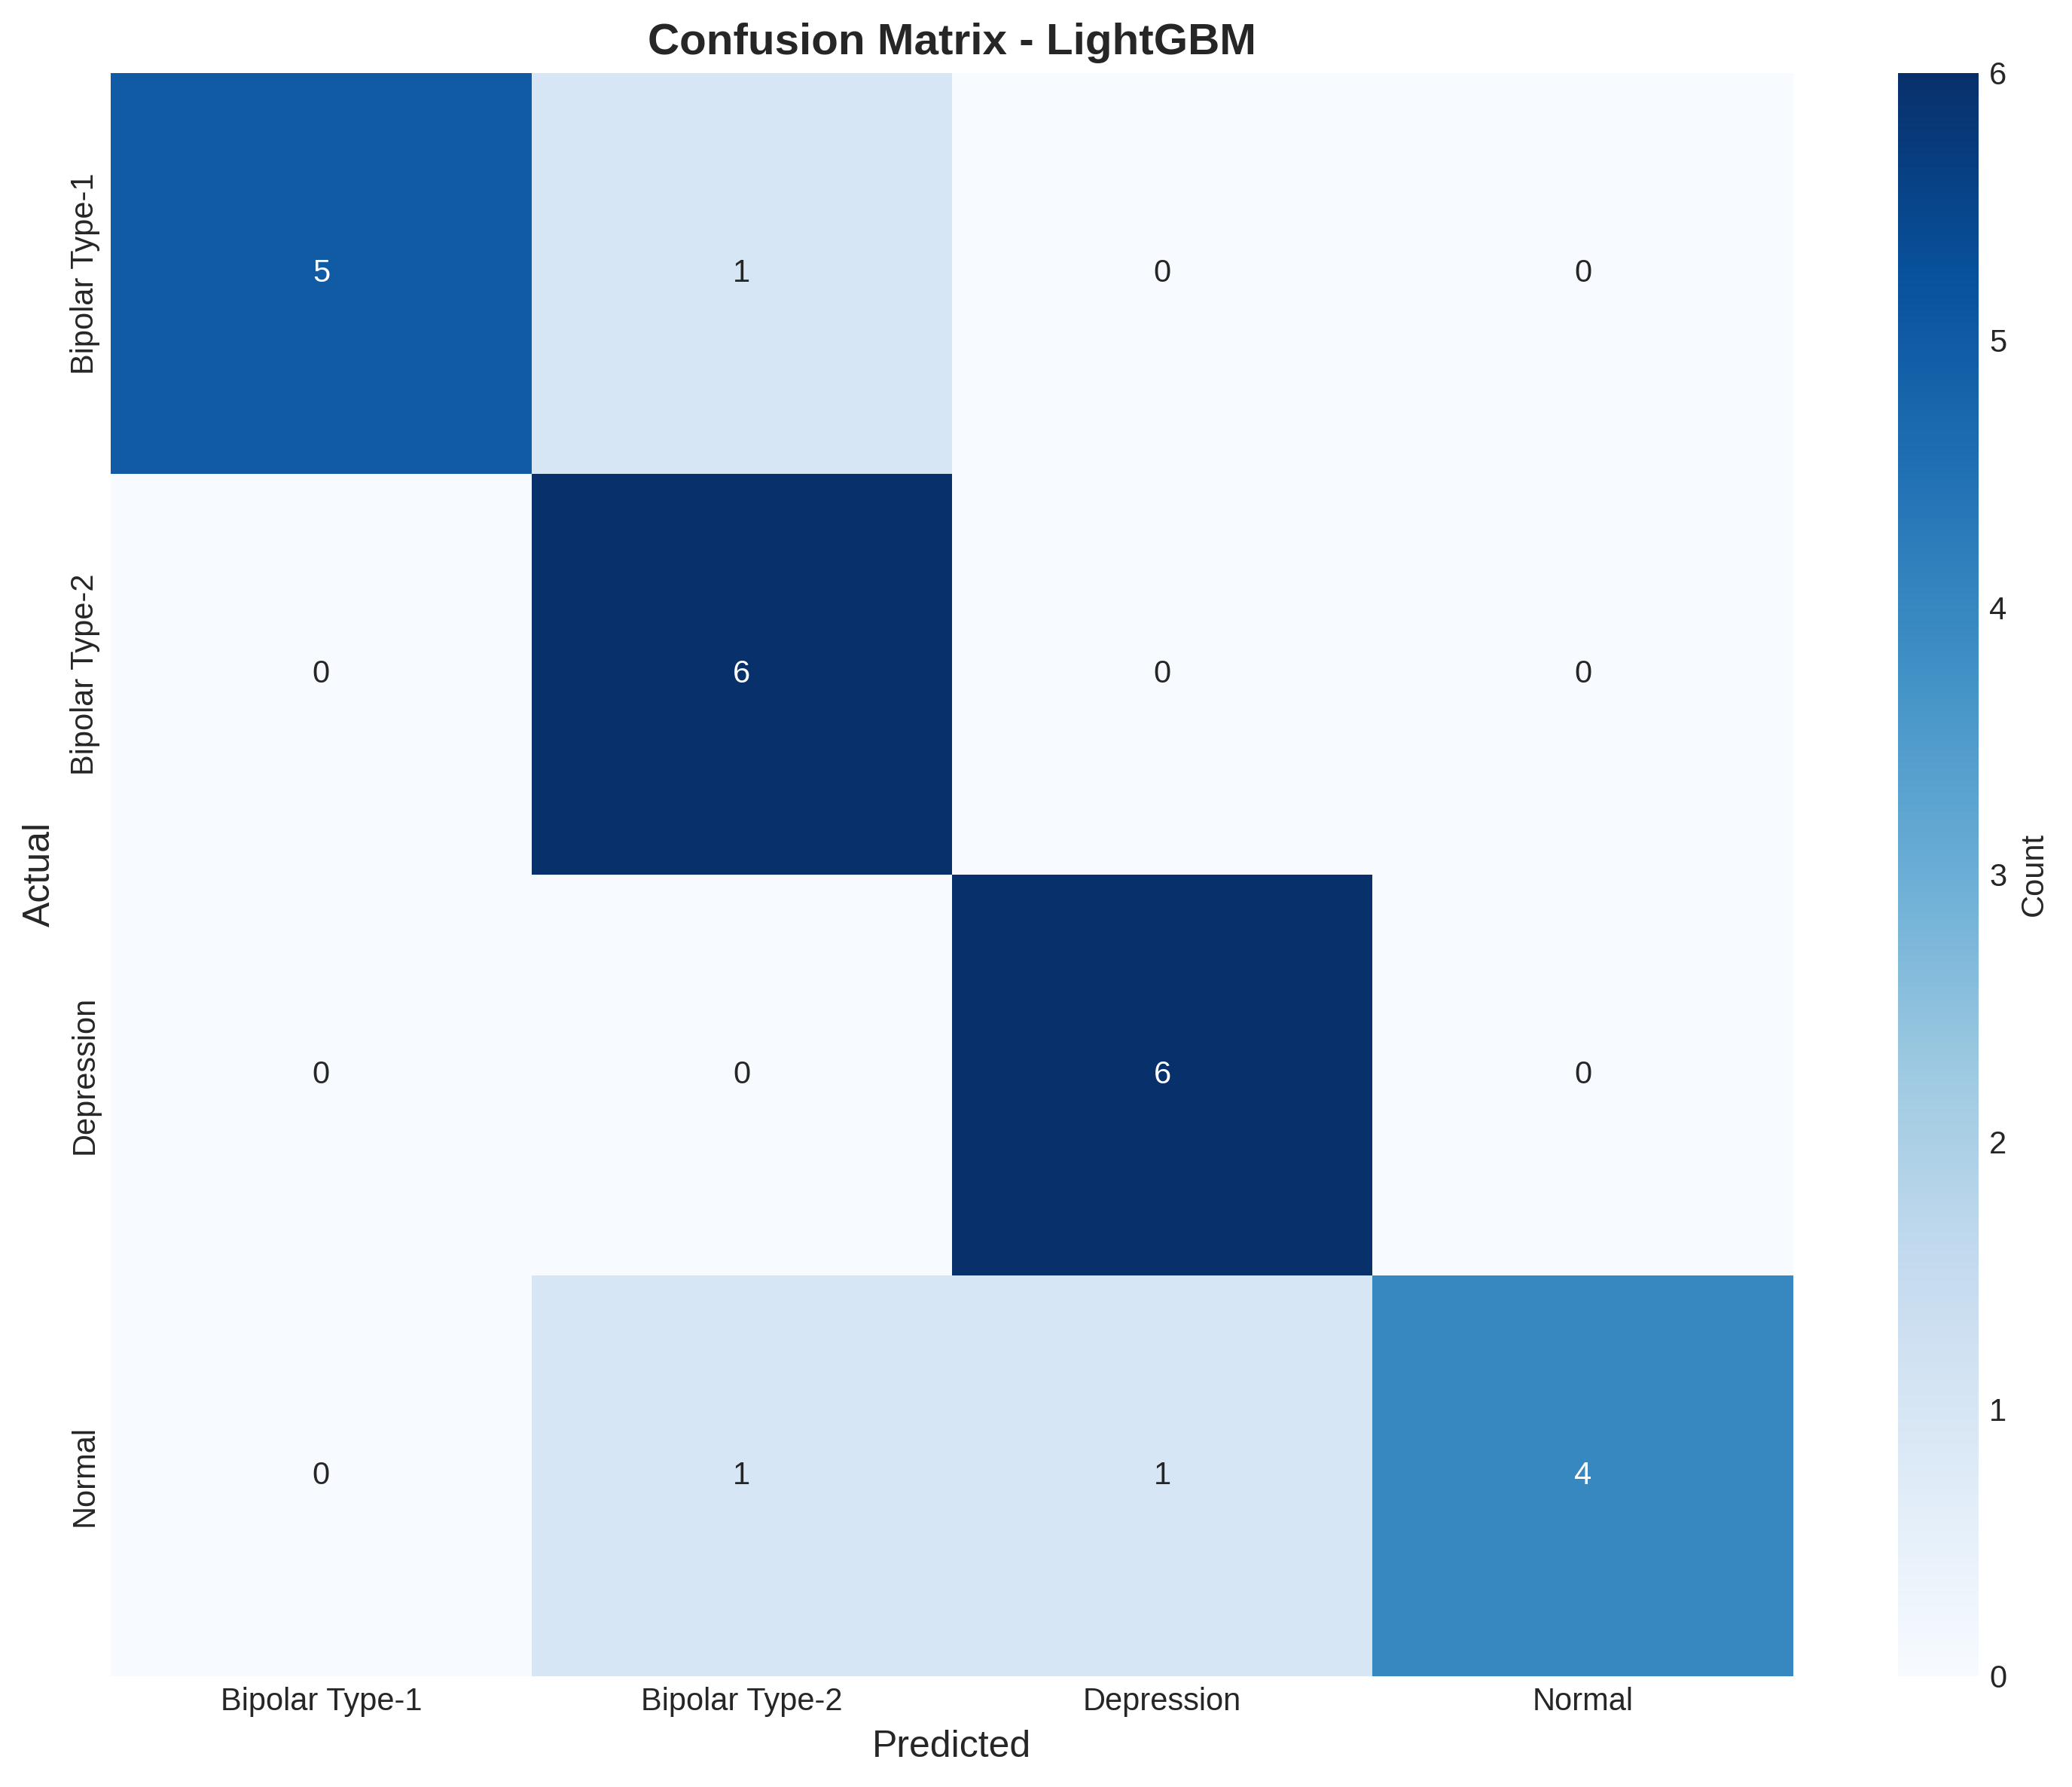 Confusion Matrix - LightGBM
Bipolar Type-1
5 1 0 0
Bipolar Type-2
0 6 0 0
Depression
0 0 6 0
Normal
0 1 1 4
Actual
Bipolar Type-1 Bipolar Type-2 Depression Normal
Predicted
6
5
4
3
2
1
0
Count